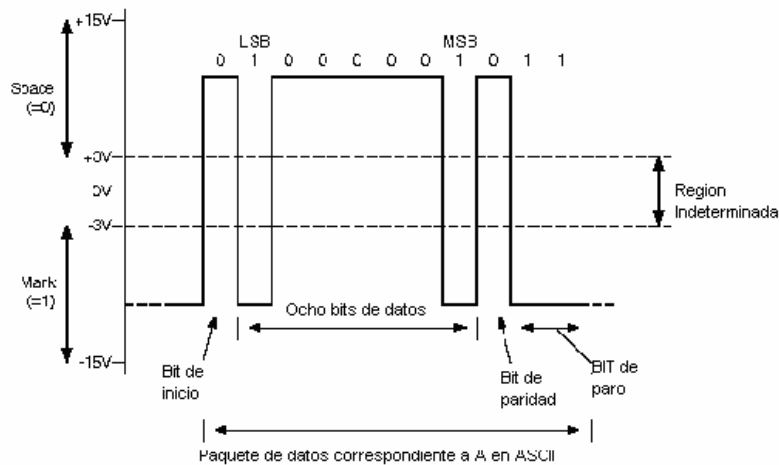 +15V
LSB MSB
0 1 0 0 0 0 0 1 0 1 1
Space
(=0)
+0V
0V
-3V
Region
Indeterminada
Mark
(=1)
Ocho bits de datos
-15V
Bit de
inicio
Bit de
paridad
BIT de
paro
Paquete de datos correspondiente a A en ASCII